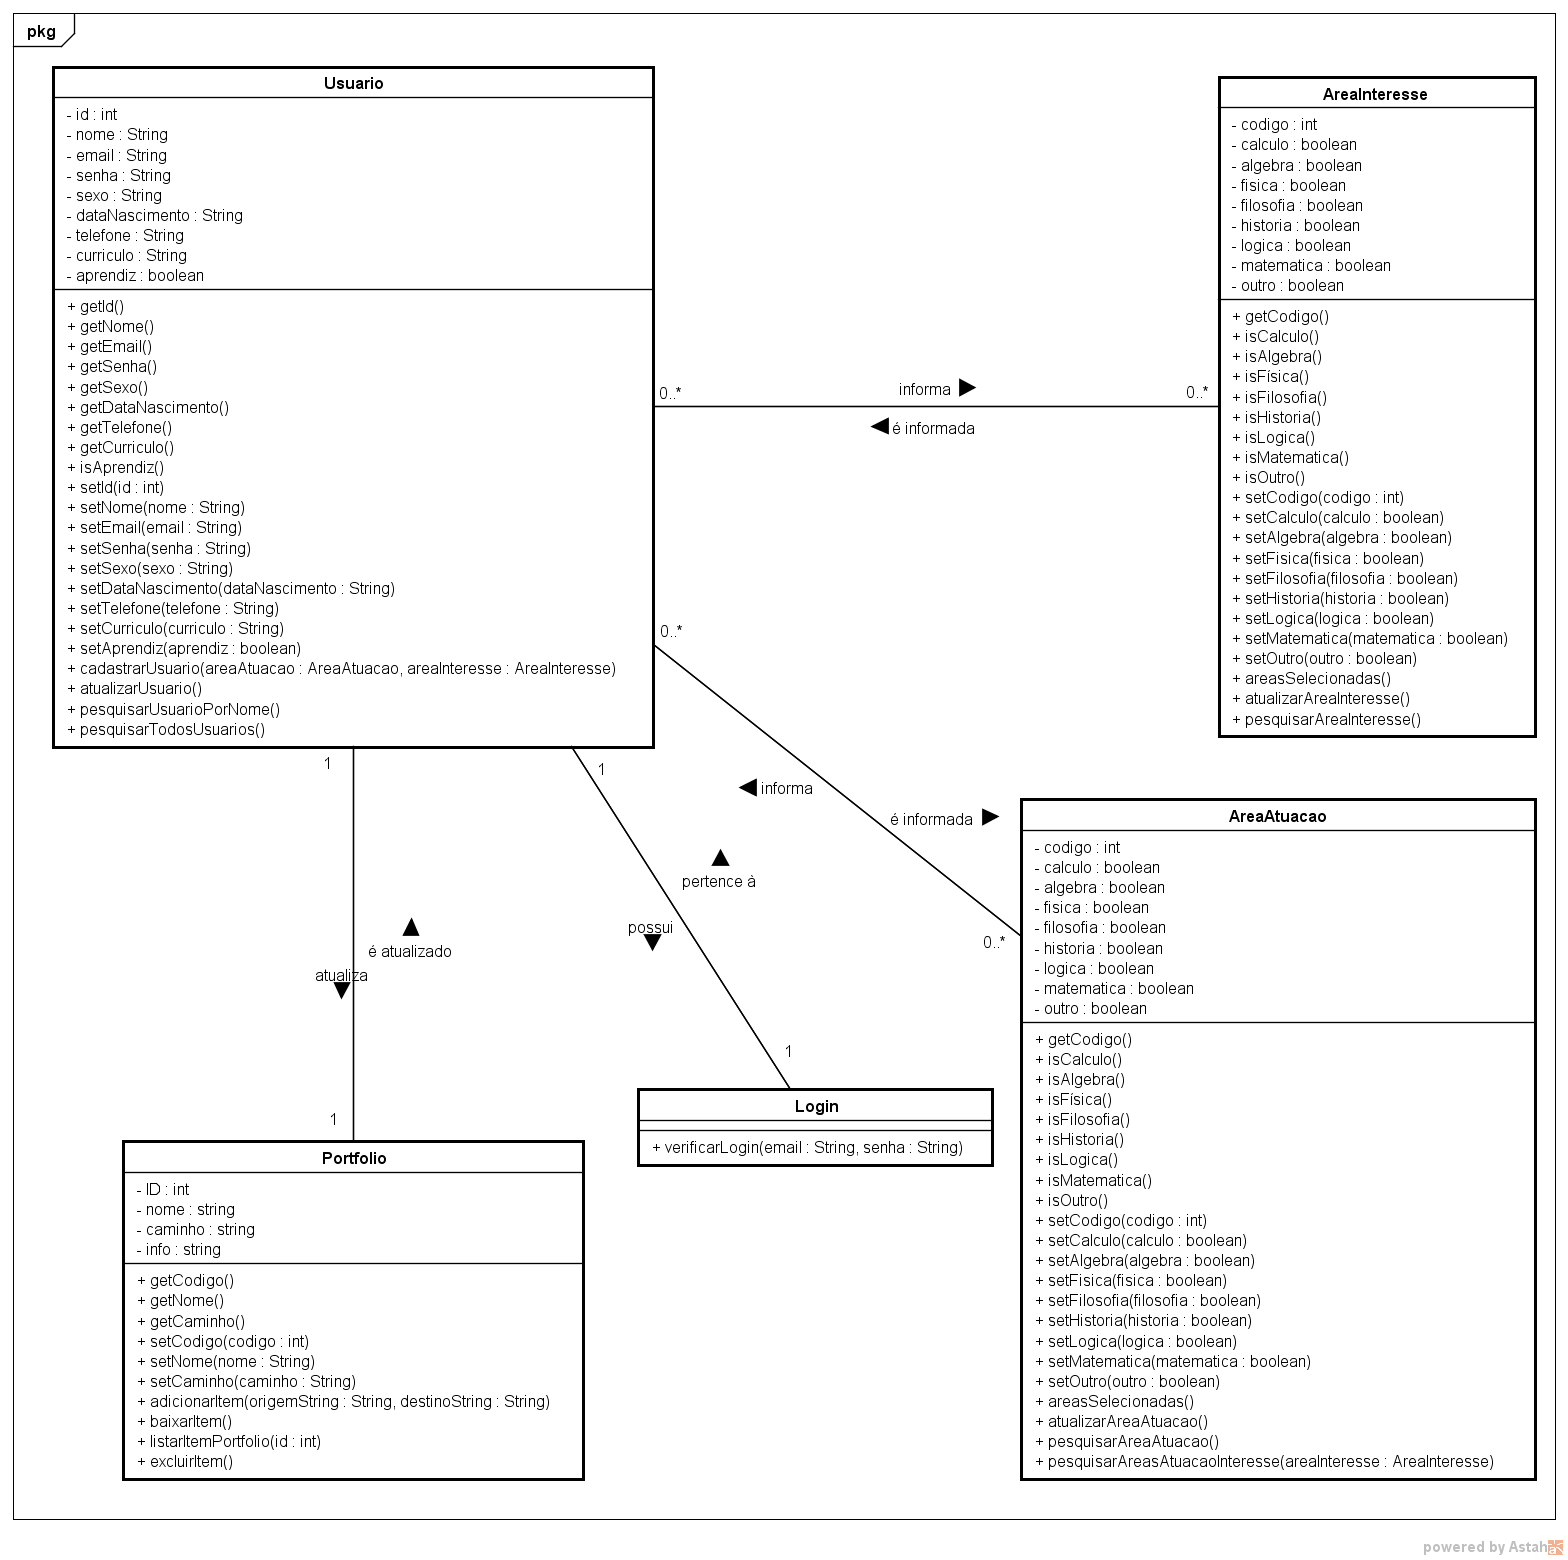 pkg
Usuario
- id : int
- nome : String
- email : String
- senha : String
- sexo : String
- dataNascimento : String
- telefone : String
- curriculo : String
- aprendiz : boolean
+ getId()
+ getNome()
+ getEmail()
+ getSenha()
+ getSexo()
+ getDataNascimento()
+ getTelefone()
+ getCurriculo()
+ isAprendiz()
+ setId(id : int)
+ setNome(nome : String)
+ setEmail(email : String)
+ setSenha(senha : String)
+ setSexo(sexo : String)
+ setDataNascimento(dataNascimento : String)
+ setTelefone(telefone : String)
+ setCurriculo(curriculo : String)
+ setAprendiz(aprendiz : boolean)
+ cadastrarUsuario(areaAtuacao : AreaAtuacao, areaInteresse : AreaInteresse)
+ atualizarUsuario()
+ pesquisarUsuarioPorNome()
+ pesquisarTodosUsuarios()
0..*
informa
é informada
0..*
AreaInteresse
- codigo : int
- calculo : boolean
- algebra : boolean
- fisica : boolean
- filosofia : boolean
- historia : boolean
- logica : boolean
- matematica : boolean
- outro : boolean
+ getCodigo()
+ isCalculo()
+ isAlgebra()
+ isFísica()
+ isFilosofia()
+ isHistoria()
+ isLogica()
+ isMatematica()
+ isOutro()
+ setCodigo(codigo : int)
+ setCalculo(calculo : boolean)
+ setAlgebra(algebra : boolean)
+ setFisica(fisica : boolean)
+ setFilosofia(filosofia : boolean)
+ setHistoria(historia : boolean)
+ setLogica(logica : boolean)
+ setMatematica(matematica : boolean)
+ setOutro(outro : boolean)
+ areasSelecionadas()
+ atualizarAreaInteresse()
+ pesquisarAreaInteresse()
0..*
informa
é informada
0..*
1
pertence à
possui
1
1
é atualizado
atualiza
1
AreaAtuacao
- codigo : int
- calculo : boolean
- algebra : boolean
- fisica : boolean
- filosofia : boolean
- historia : boolean
- logica : boolean
- matematica : boolean
- outro : boolean
+ getCodigo()
+ isCalculo()
+ isAlgebra()
+ isFísica()
+ isFilosofia()
+ isHistoria()
+ isLogica()
+ isMatematica()
+ isOutro()
+ setCodigo(codigo : int)
+ setCalculo(calculo : boolean)
+ setAlgebra(algebra : boolean)
+ setFisica(fisica : boolean)
+ setFilosofia(filosofia : boolean)
+ setHistoria(historia : boolean)
+ setLogica(logica : boolean)
+ setMatematica(matematica : boolean)
+ setOutro(outro : boolean)
+ areasSelecionadas()
+ atualizarAreaAtuacao()
+ pesquisarAreaAtuacao()
+ pesquisarAreasAtuacaoInteresse(areaInteresse : AreaInteresse)
Login
+ verificarLogin(email : String, senha : String)
Portfolio
- ID : int
- nome : string
- caminho : string
- info : string
+ getCodigo()
+ getNome()
+ getCaminho()
+ setCodigo(codigo : int)
+ setNome(nome : String)
+ setCaminho(caminho : String)
+ adicionarItem(origemString : String, destinoString : String)
+ baixarItem()
+ listarItemPortfolio(id : int)
+ excluirItem()
powered by Astah